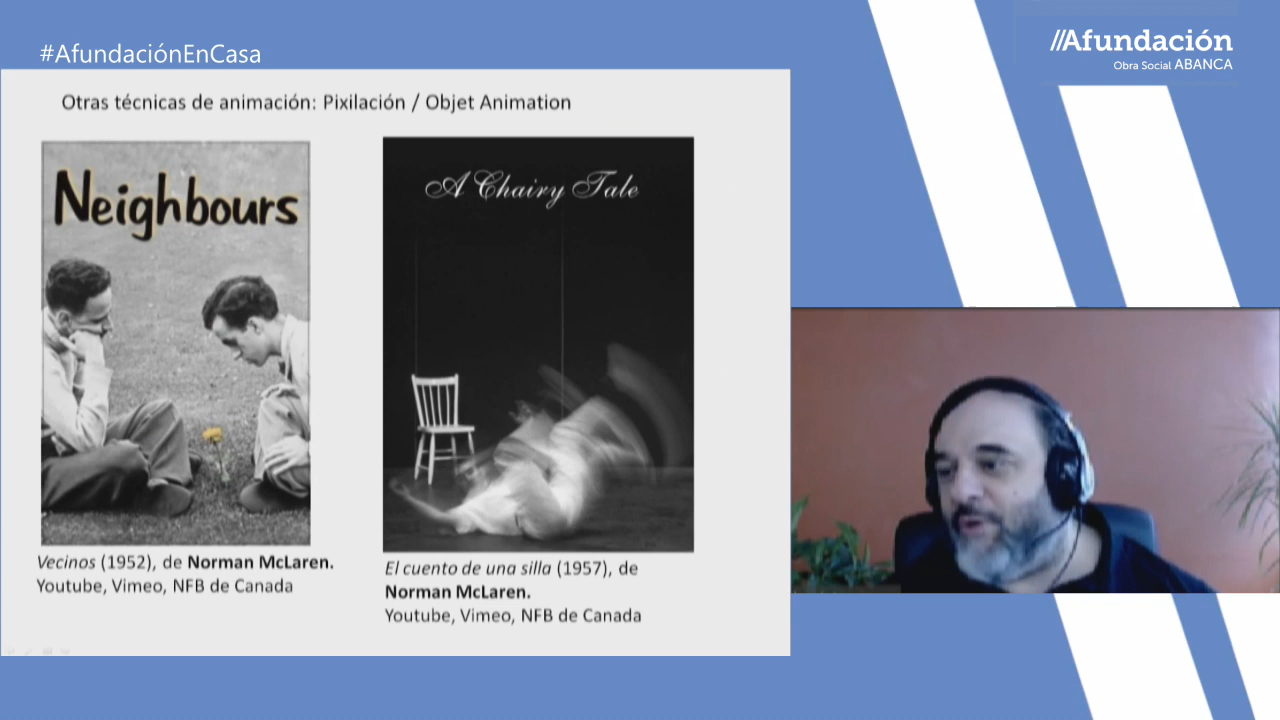 #AfundaciónEnCasa
//Afundación
Obra Social ABANCA
Otras técnicas de animación: Pixilación / Objet Animation
Neighbours
A Chairy Tale
Vecinos (1952), de Norman McLaren.
Youtube, Vimeo, NFB de Canada
El cuento de una silla (1957), de
Norman McLaren.
Youtube, Vimeo, NFB de Canada